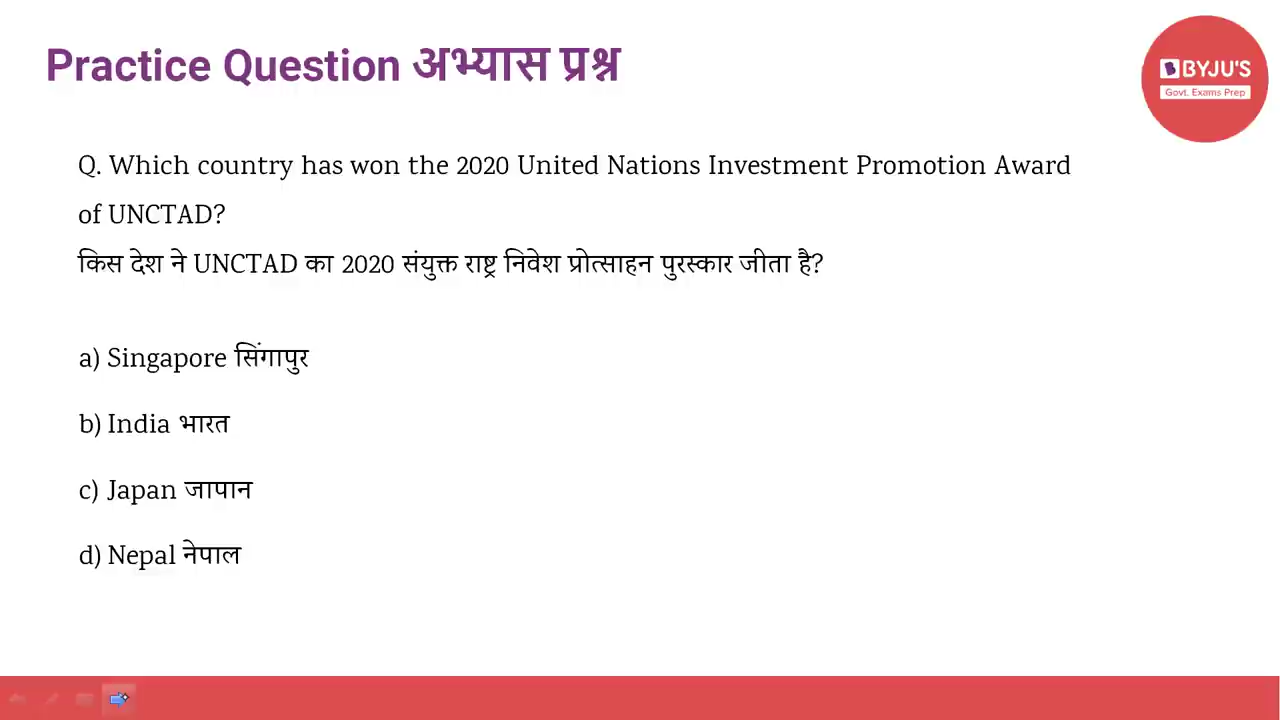 Practice Question अभ्यास प्रश्न
BYJU'S
Govt. Exams Prep
Q. Which country has won the 2020 United Nations Investment Promotion Award
of UNCTAD?
किस देश ने UNCTAD का 2020 संयुक्त राष्ट्र निवेश प्रोत्साहन पुरस्कार जीता है?
a) Singapore सिंगापुर
b) India भारत
c) Japan जापान
d) Nepal नेपाल